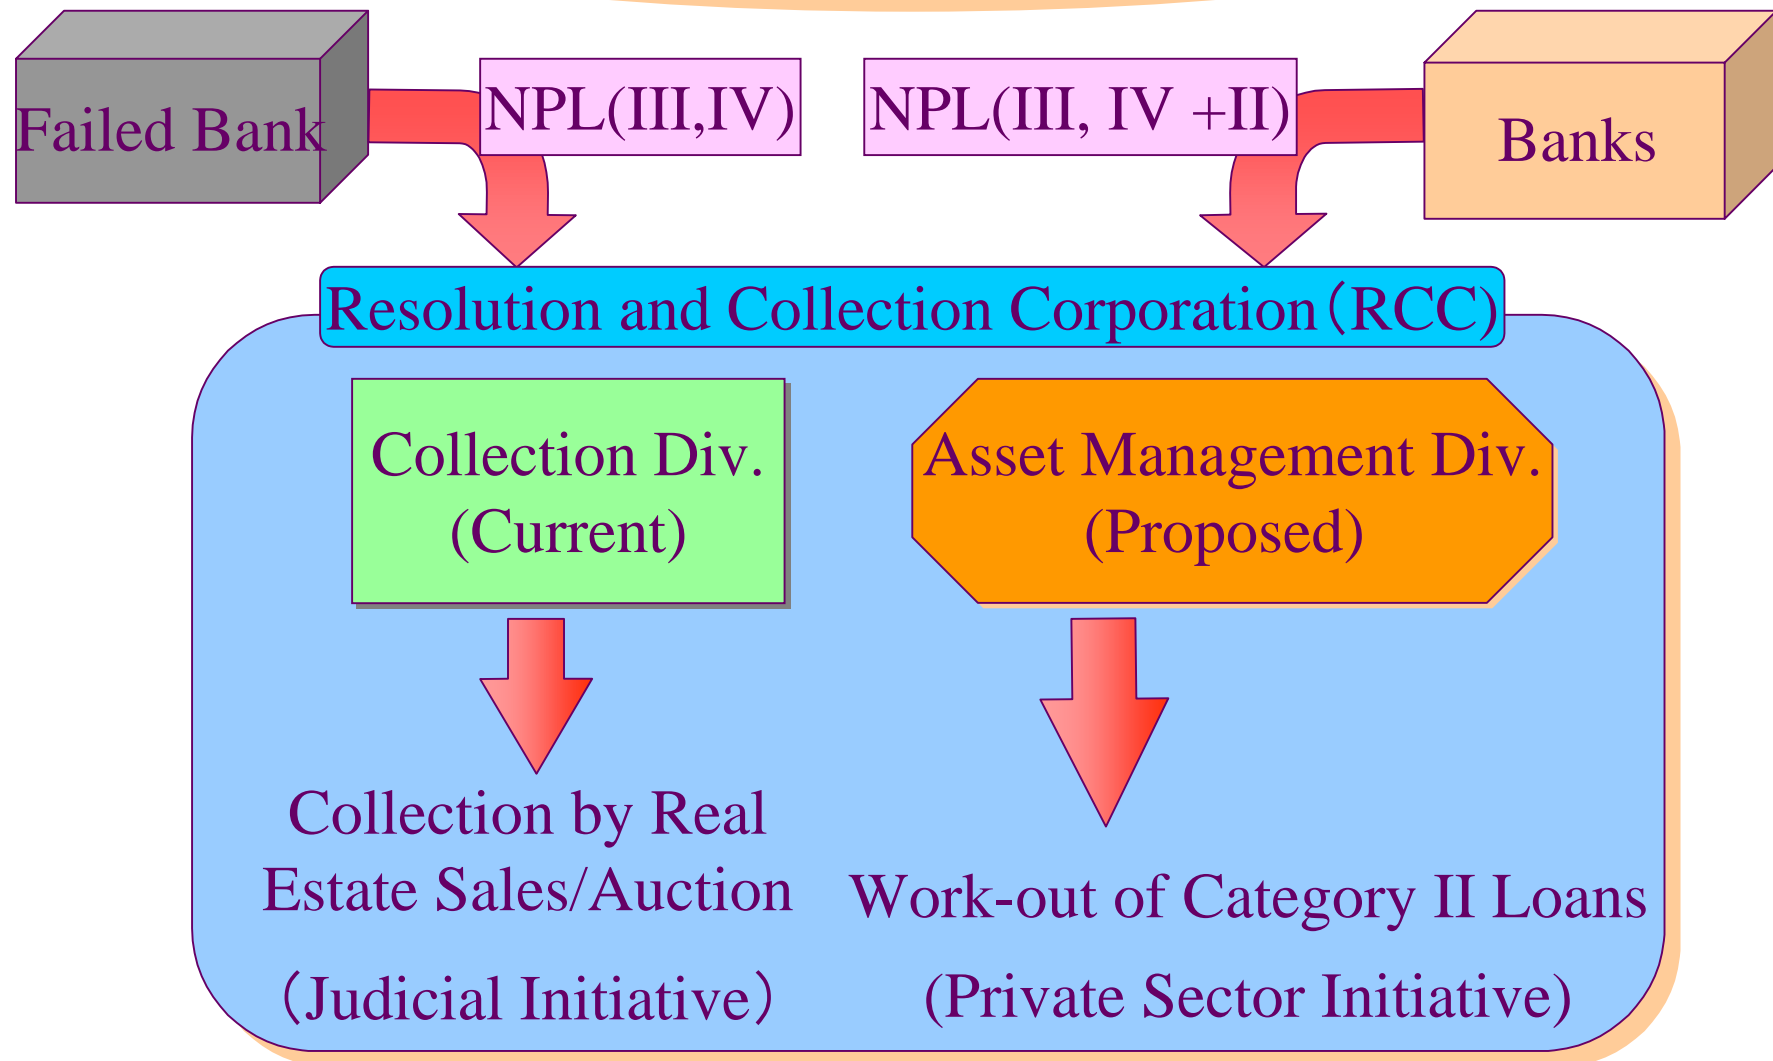 Failed Bank
NPL(III,IV)
NPL(III, IV +II)
Banks
Resolution and Collection Corporation（RCC)
Collection Div.
(Current)
Asset Management Div.
(Proposed)
Collection by Real
Estate Sales/Auction
（Judicial Initiative）
Work-out of Category II Loans
(Private Sector Initiative)